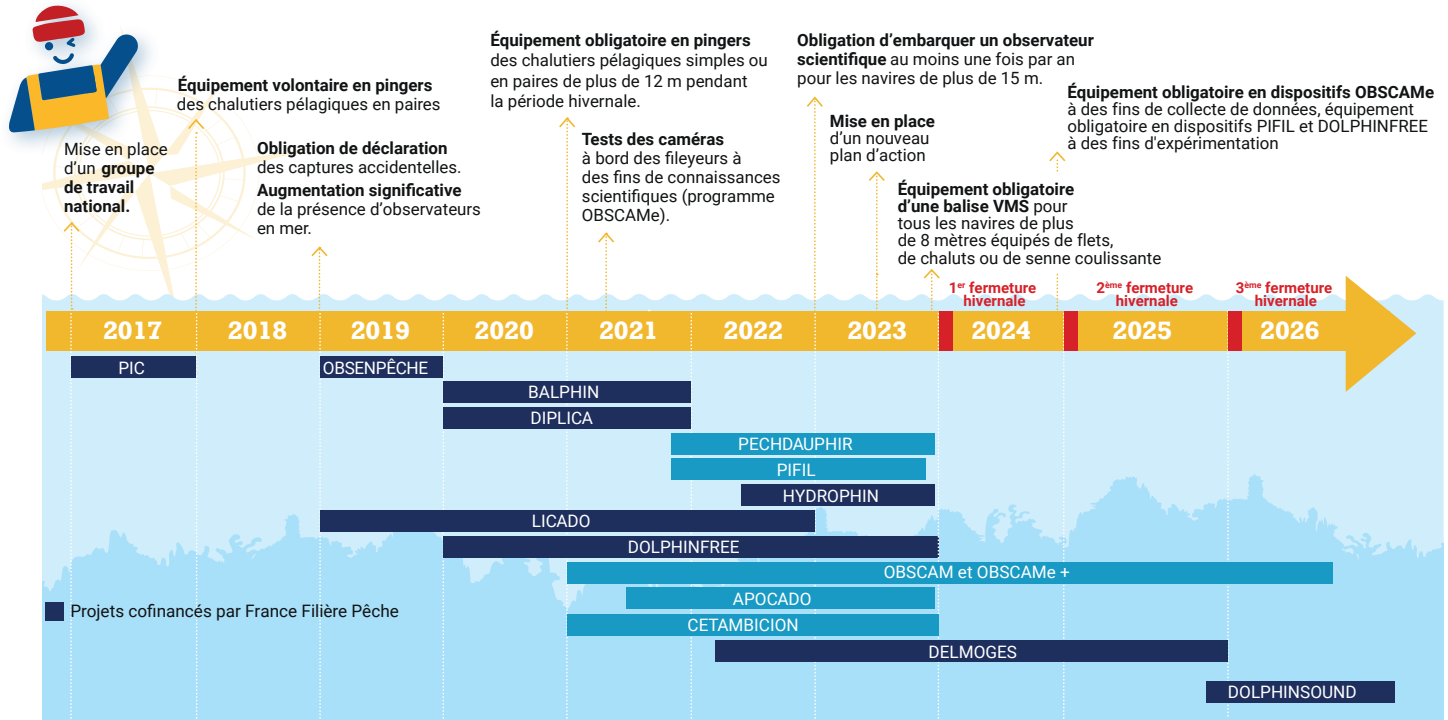 Mise en place
d'un groupe
de travail
national.
Équipement volontaire en pingers
des chalutiers pélagiques en paires
Obligation de déclaration
des captures accidentelles.
Augmentation significative
de la présence d'observateurs
en mer.
Équipement obligatoire en pingers
des chalutiers pélagiques simples ou
en paires de plus de 12 m pendant
la période hivernale.
Tests des caméras
à bord des fileyeurs à
des fins de connaissances
scientifiques (programme
OBSCAMe).
Obligation d'embarquer un observateur
scientifique au moins une fois par an
pour les navires de plus de 15 m.
Mise en place
d'un nouveau
plan d'action
Équipement obligatoire
d'une balise VMS pour
tous les navires de plus
de 8 mètres équipés de flets,
de chaluts ou de senne coulissante
Équipement obligatoire en dispositifs OBSCAMe
à des fins de collecte de données, équipement
obligatoire en dispositifs PIFIL et DOLPHINFREE
à des fins d'expérimentation
1er fermeture
hivernale
2ème fermeture
hivernale
3ème fermeture
hivernale
2017 2018 2019 2020 2021 2022 2023 2024 2025 2026
PIC
OBSENPÊCHE
BALPHIN
DIPLICA
PECHDAUPHIR
PIFIL
HYDROPHIN
LICADO
DOLPHINFREE
OBSCAM et OBSCAMe +
APOCADO
Projets cofinancés par France Filière Pêche
CETAMBICION
DELMOGES
DOLPHINSOUND